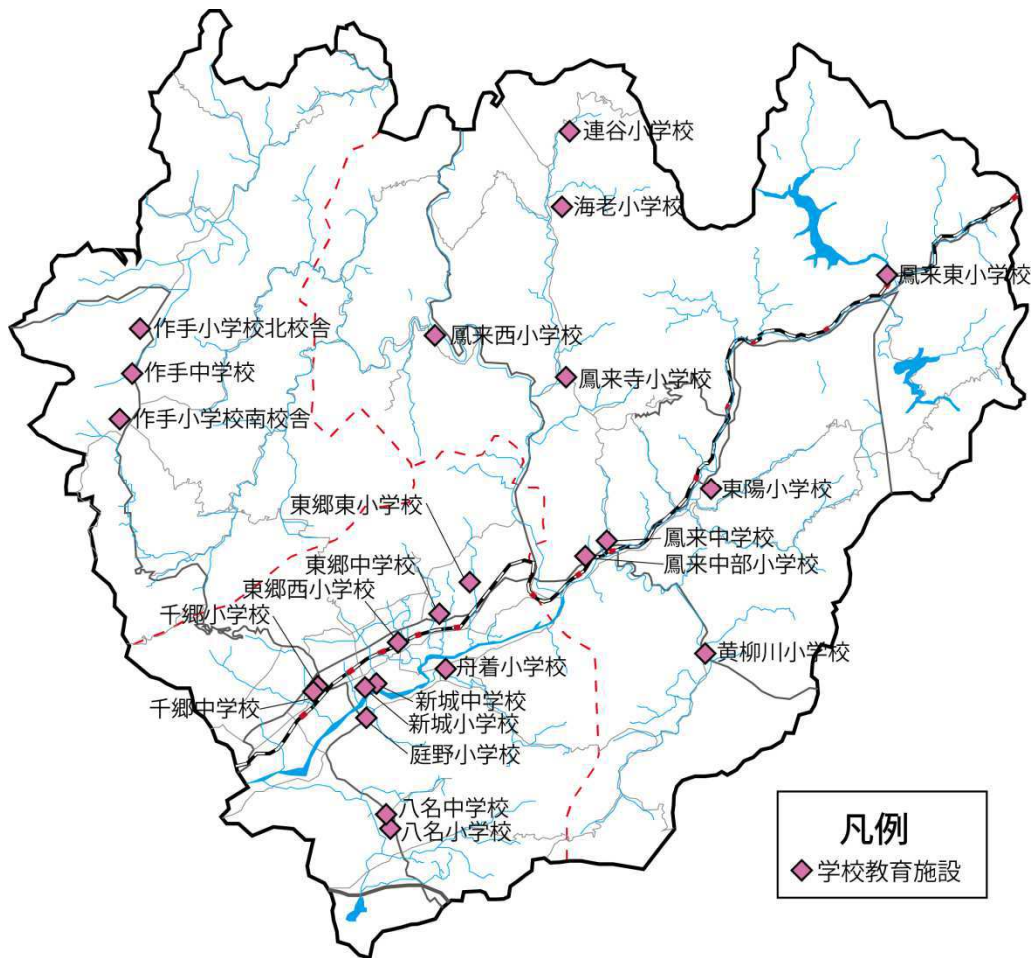 連谷小学校
海老小学校
鳳来東小学校
作手小学校北校舎
鳳来西小学校
作手中学校
鳳来寺小学校
作手小学校南校舎
東陽小学校
東郷東小学校
鳳来中学校
東郷中学校
鳳来中部小学校
東郷西小学校
千郷小学校
黄柳川小学校
舟着小学校
千郷中学校
新城中学校
新城小学校
庭野小学校
八名中学校
八名小学校
凡例
学校教育施設